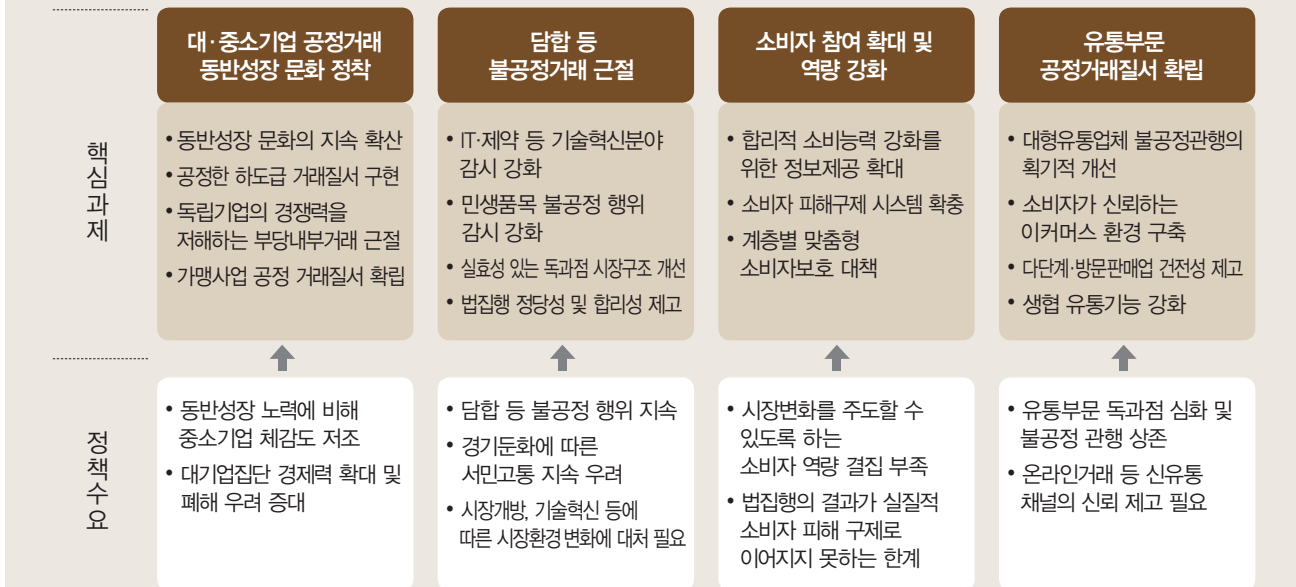 대·중소기업 공정거래
동반성장 문화 정착
담합 등
불공정거래 근절
소비자 참여 확대 및
역량 강화
유통부문
공정거래질서 확립
핵심과제
• 동반성장 문화의 지속 확산
• 공정한 하도급 거래질서 구현
• 독립기업의 경쟁력을
저해하는 부당내부거래 근절
• 가맹사업 공정 거래질서 확립
• IT·제약 등 기술혁신분야
감시 강화
• 민생품목 불공정 행위
감시 강화
• 실효성 있는 독과점 시장구조 개선
• 법집행 정당성 및 합리성 제고
• 합리적 소비능력 강화를
위한 정보제공 확대
• 소비자 피해구제 시스템 확충
• 계층별 맞춤형
소비자보호 대책
• 대형유통업체 불공정관행의
획기적 개선
• 소비자가 신뢰하는
이커머스 환경 구축
• 다단계·방문판매업 건전성 제고
• 생협 유통기능 강화
정책수요
• 동반성장 노력에 비해
중소기업 체감도 저조
• 대기업집단 경제력 확대 및
폐해 우려 증대
• 담합 등 불공정 행위 지속
• 경기둔화에 따른
서민고통 지속 우려
• 시장개방, 기술혁신 등에
따른 시장환경변화에 대처 필요
• 시장변화를 주도할 수
있도록 하는
소비자 역량 결집 부족
• 법집행의 결과가 실질적
소비자 피해 구제로
이어지지 못하는 한계
• 유통부문 독과점 심화 및
불공정 관행 상존
• 온라인거래 등 신유통
채널의 신뢰 제고 필요